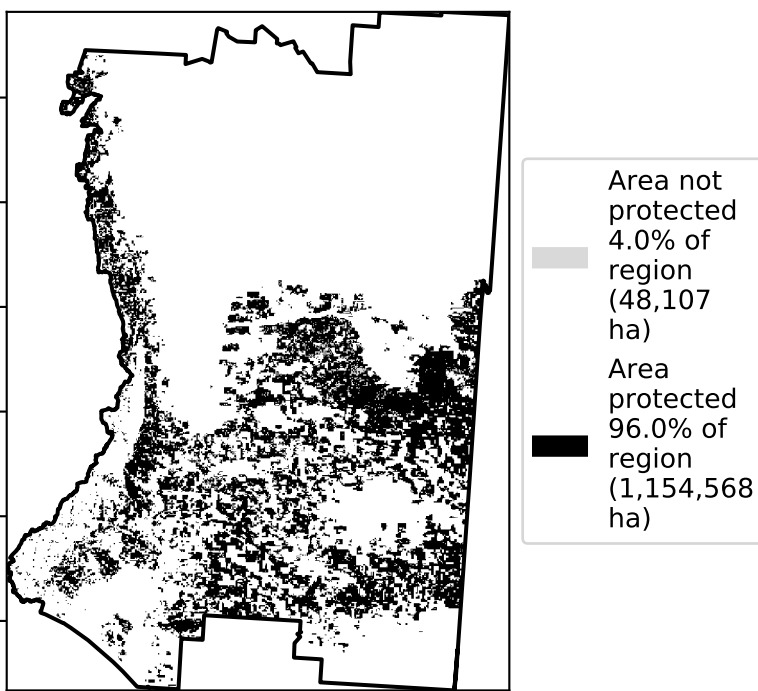 Area not
protected
4.0% of
region
(48,107
ha)
Area
protected
96.0% of
region
(1,154,568
ha)